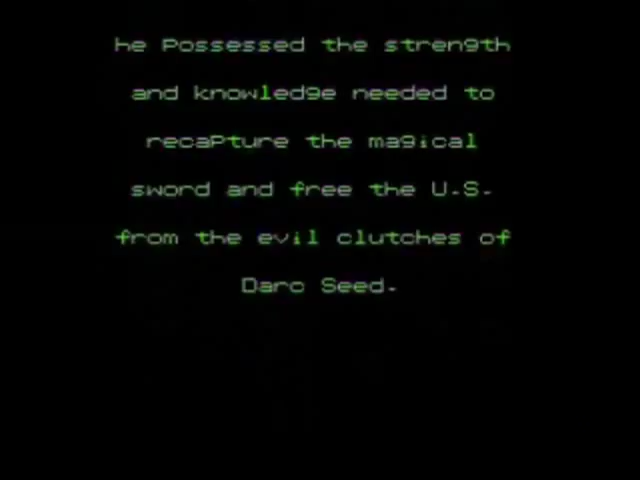 he Possessed the strength
and knowledge needed to
recapture the magical
sword and free the U.S.
from the evil clutches of
Darc Seed.